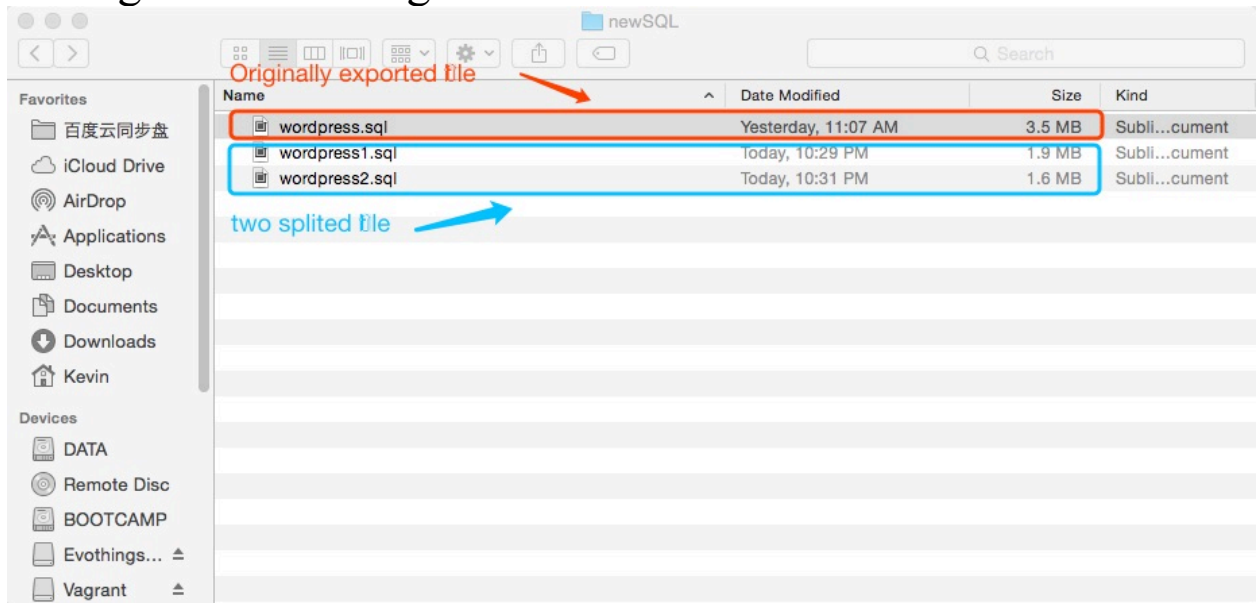 newSQL
Search
Originally exported file
Favorites
Name
Date Modified
Size
Kind
百度云同步盘
wordpress.sql
Yesterday, 11:07 AM
3.5 MB
Subli...cument
iCloud Drive
wordpress1.sql
Today, 10:29 PM
1.9 MB
Subli...cument
wordpress2.sql
Today, 10:31 PM
1.6 MB
Subli...cument
AirDrop
two splited file
Applications
Desktop
Documents
Downloads
Kevin
Devices
DATA
Remote Disc
BOOTCAMP
Evothings...
Vagrant